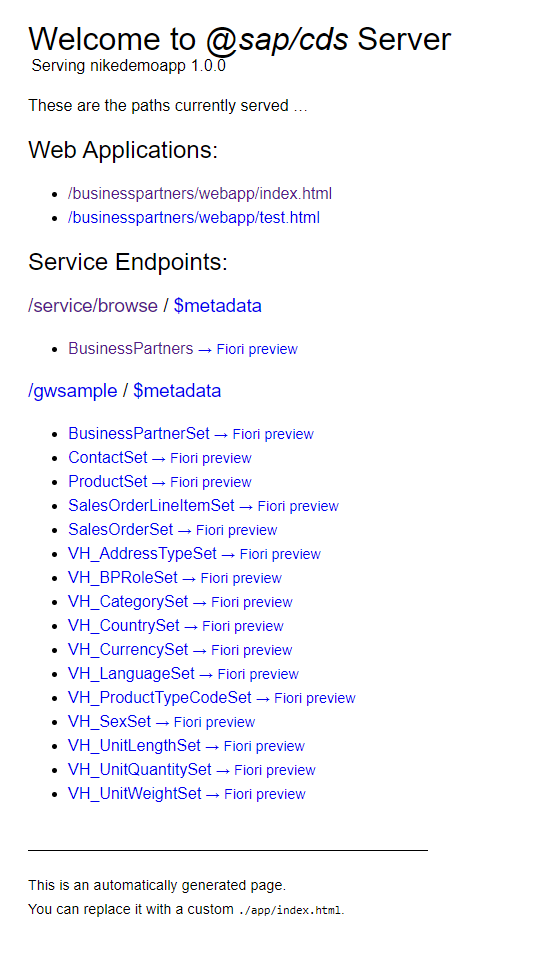 Welcome to @sap/cds Server
Serving nikedemoapp 1.0.0
These are the paths currently served …
Web Applications:
/businesspartners/webapp/index.html
/businesspartners/webapp/test.html
Service Endpoints:
/service/browse / $metadata
BusinessPartners → Fiori preview
/gwsample / $metadata
BusinessPartnerSet → Fiori preview
ContactSet → Fiori preview
ProductSet → Fiori preview
SalesOrderLineItemSet → Fiori preview
SalesOrderSet → Fiori preview
VH_AddressTypeSet → Fiori preview
VH_BPRoleSet → Fiori preview
VH_CategorySet → Fiori preview
VH_CountrySet → Fiori preview
VH_CurrencySet → Fiori preview
VH_LanguageSet → Fiori preview
VH_ProductTypeCodeSet → Fiori preview
VH_SexSet → Fiori preview
VH_UnitLengthSet → Fiori preview
VH_UnitQuantitySet → Fiori preview
VH_UnitWeightSet → Fiori preview
This is an automatically generated page.
You can replace it with a custom ./app/index.html.